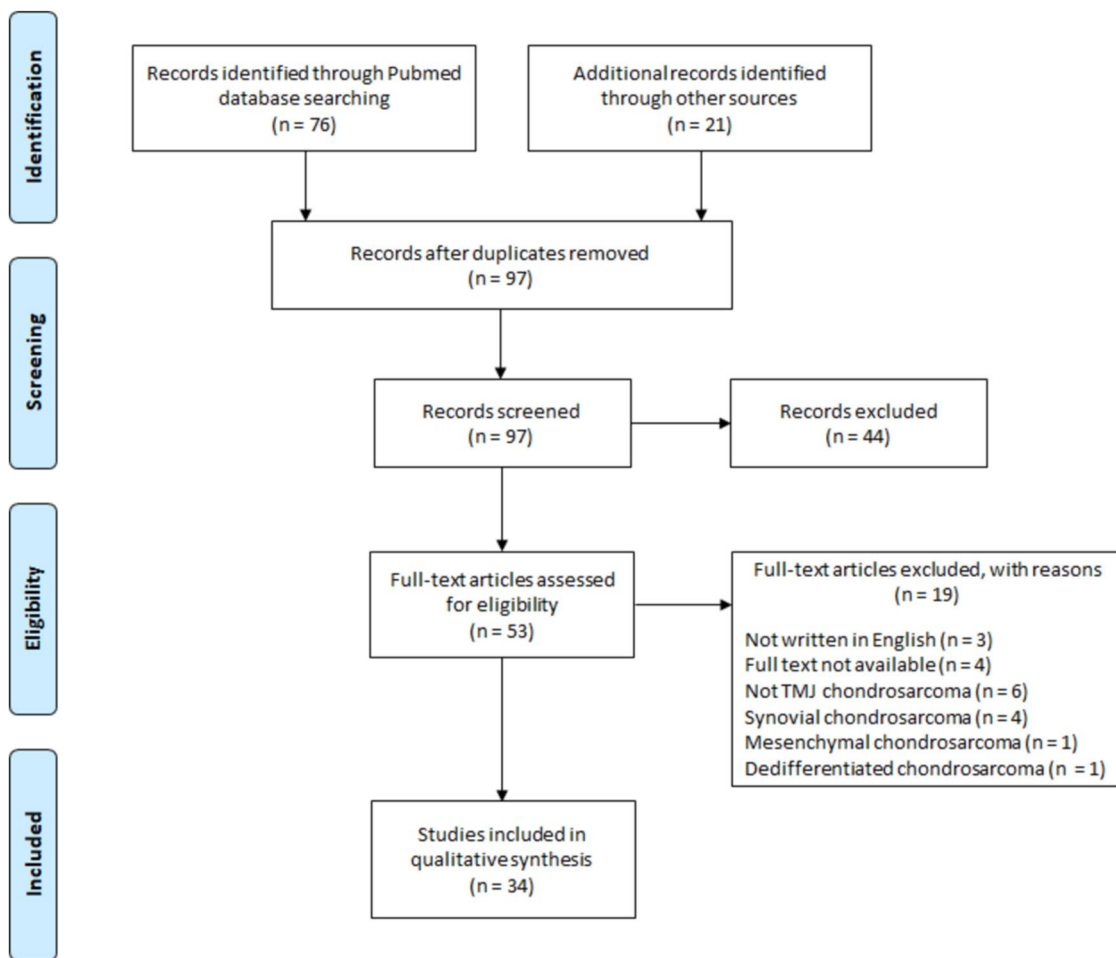 Identification
Records identified through Pubmed
database searching
(n = 76)
Additional records identified
through other sources
(n = 21)
Records after duplicates removed
(n = 97)
Screening
Records screened
(n = 97)
Records excluded
(n = 44)
Eligibility
Full-text articles assessed
for eligibility
(n = 53)
Full-text articles excluded, with reasons
(n = 19)
Not written in English (n = 3)
Full text not available (n = 4)
Not TMJ chondrosarcoma (n = 6)
Synovial chondrosarcoma (n = 4)
Mesenchymal chondrosarcoma (n = 1)
Dedifferentiated chondrosarcoma (n = 1)
Included
Studies included in
qualitative synthesis
(n = 34)